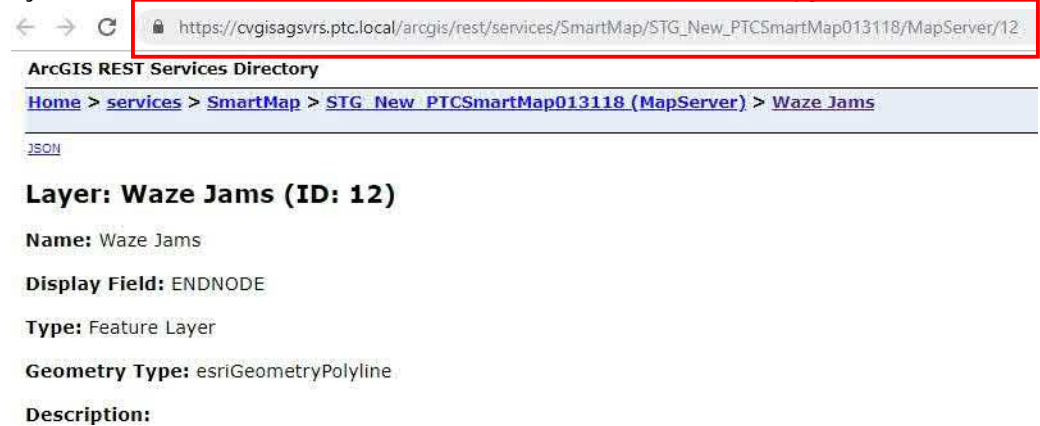 https://cvgisagsvrs.ptc.local/arcgis/rest/services/SmartMap/STG_New_PTCSmartMap013118/MapServer/12
ArcGIS REST Services Directory
Home > services > SmartMap > STG_New_PTCSmartMap013118 (MapServer) > Waze Jams
JSON
Layer: Waze Jams (ID: 12)
Name: Waze Jams
Display Field: ENDNODE
Type: Feature Layer
Geometry Type: esriGeometryPolyline
Description: